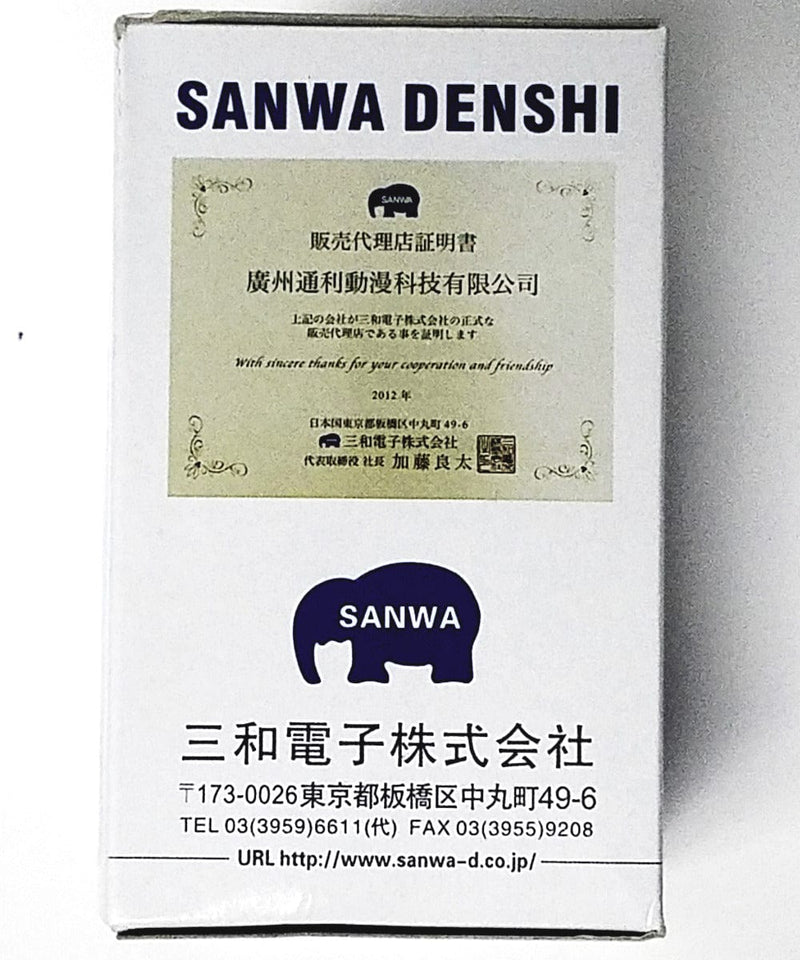 SANWA DENSHI
SANWA
販売代理店証明書
廣州通利動漫科技有限公司
上記の会社が三和電子株式会社の正式な
販売代理店である事を証明します
With sincere thanks for your cooperation and friendship
2012年
日本国東京都板橋区中丸町49-6
三和電子株式会社
代表取締役 社長 加藤良太
SANWA
三和電子株式会社
〒173-0026東京都板橋区中丸町49-6
TEL 03(3959)6611(代) FAX 03(3955)9208
URL http://www.sanwa-d.co.jp/